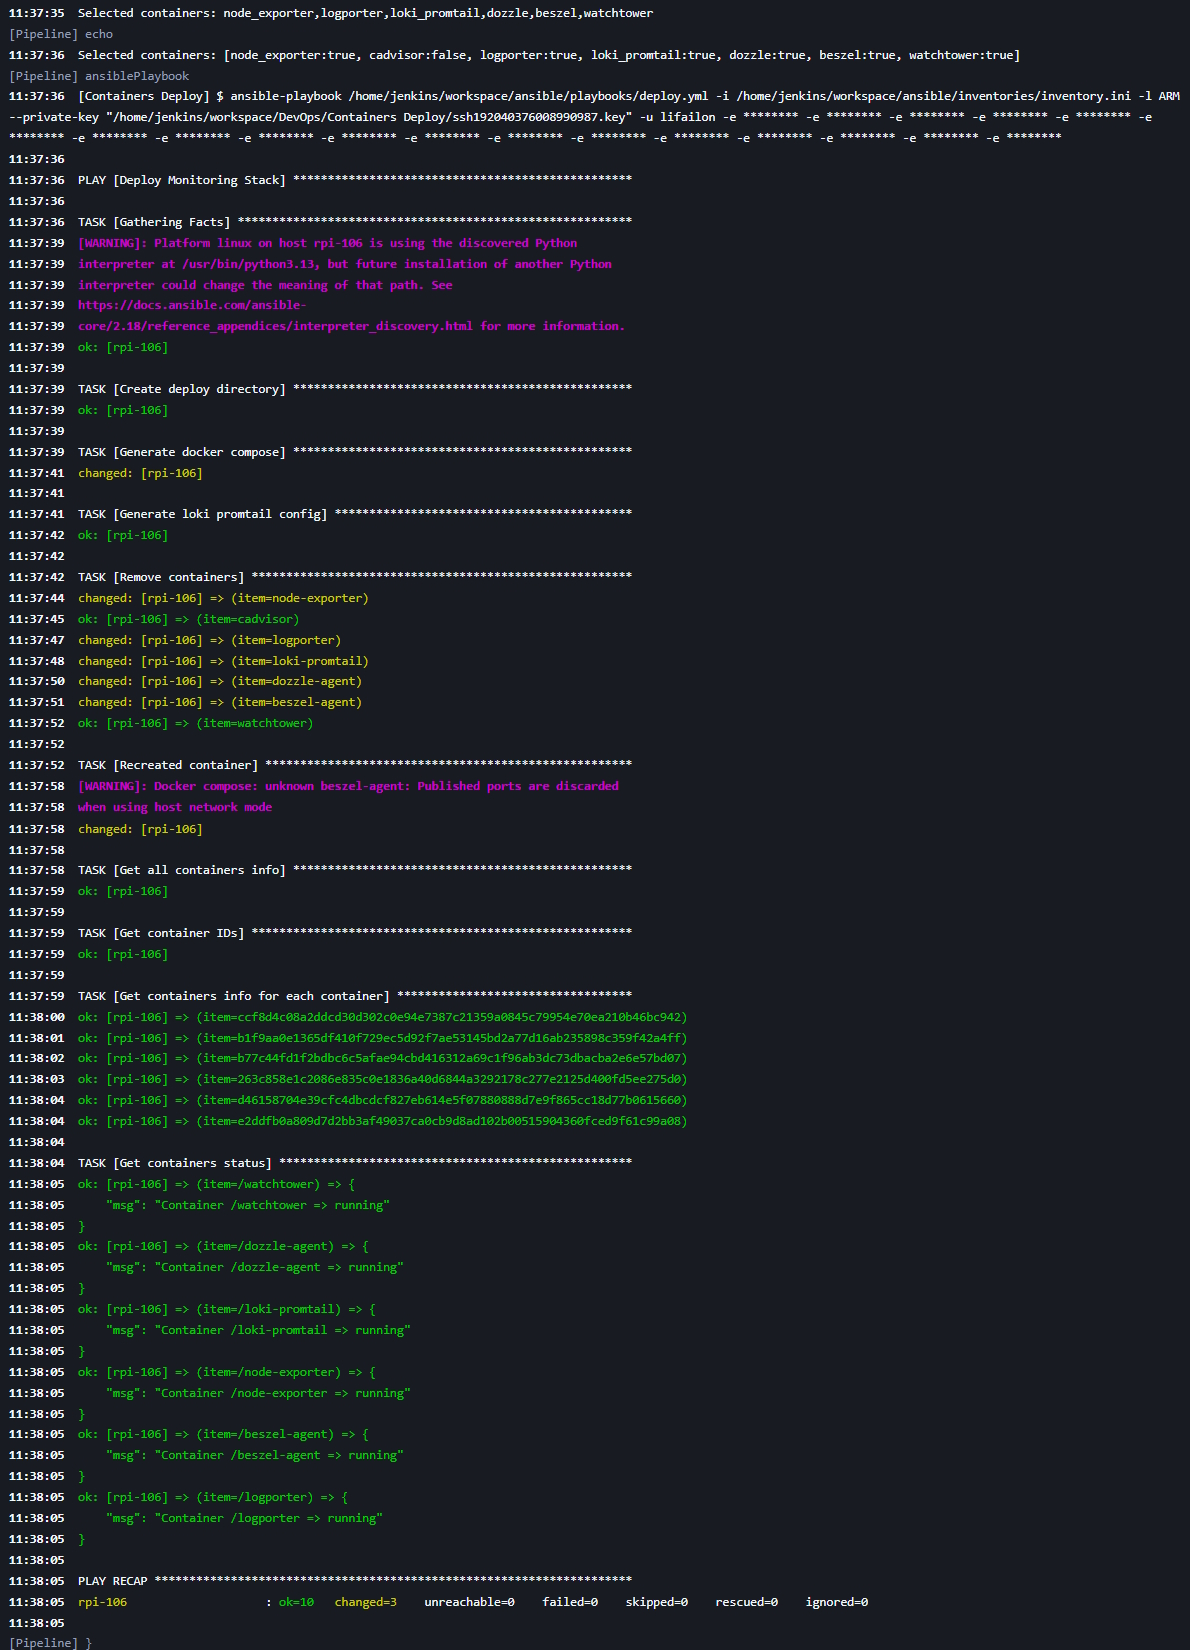 11:37:35 Selected containers: node_exporter,logporter,loki_promtail,dozzle,beszel,watchtower
[Pipeline] echo
11:37:36 Selected containers: [node_exporter:true, cadvisor:false, logporter:true, loki_promtail:true, dozzle:true, beszel:true, watchtower:true]
[Pipeline] ansiblePlaybook
11:37:36 [Containers Deploy] $ ansible-playbook /home/jenkins/workspace/ansible/playbooks/deploy.yml -i /home/jenkins/workspace/ansible/inventories/inventory.ini -l ARM
--private-key "/home/jenkins/workspace/DevOps/Containers Deploy/ssh192040376008990987.key" -u lifailon -e ******** -e ******** -e ******** -e ******** -e ******** -e
******** -e ******** -e ******** -e ******** -e ******** -e ******** -e ******** -e ******** -e ******** -e ******** -e ******** -e ******** -e ********
11:37:36
11:37:36 PLAY [Deploy Monitoring Stack] *************************************************
11:37:36
11:37:36 TASK [Gathering Facts] *********************************************************
11:37:39 [WARNING]: Platform linux on host rpi-106 is using the discovered Python
11:37:39 interpreter at /usr/bin/python3.13, but future installation of another Python
11:37:39 interpreter could change the meaning of that path. See
11:37:39 https://docs.ansible.com/ansible-
11:37:39 core/2.18/reference_appendices/interpreter_discovery.html for more information.
11:37:39 ok: [rpi-106]
11:37:39
11:37:39 TASK [Create deploy directory] *************************************************
11:37:39 ok: [rpi-106]
11:37:39
11:37:39 TASK [Generate docker compose] *************************************************
11:37:41 changed: [rpi-106]
11:37:41
11:37:41 TASK [Generate loki promtail config] *******************************************
11:37:42 ok: [rpi-106]
11:37:42
11:37:42 TASK [Remove containers] *******************************************************
11:37:44 changed: [rpi-106] => (item=node-exporter)
11:37:45 ok: [rpi-106] => (item=cadvisor)
11:37:47 changed: [rpi-106] => (item=logporter)
11:37:48 changed: [rpi-106] => (item=loki-promtail)
11:37:50 changed: [rpi-106] => (item=dozzle-agent)
11:37:51 changed: [rpi-106] => (item=beszel-agent)
11:37:52 ok: [rpi-106] => (item=watchtower)
11:37:52
11:37:52 TASK [Recreated container] *****************************************************
11:37:58 [WARNING]: Docker compose: unknown beszel-agent: Published ports are discarded
11:37:58 when using host network mode
11:37:58 changed: [rpi-106]
11:37:58
11:37:58 TASK [Get all containers info] *************************************************
11:37:59 ok: [rpi-106]
11:37:59
11:37:59 TASK [Get container IDs] *******************************************************
11:37:59 ok: [rpi-106]
11:37:59
11:37:59 TASK [Get containers info for each container] **********************************
11:38:00 ok: [rpi-106] => (item=ccf8d4c08a2ddcd30d302c0e94e7387c21359a0845c79954e70ea210b46bc942)
11:38:01 ok: [rpi-106] => (item=b1f9aa0e1365df410f729ec5d92f7ae53145bd2a77d16ab235898c359f42a4ff)
11:38:02 ok: [rpi-106] => (item=b77c44fd1f2bdbc6c5afae94cbd416312a69c1f96ab3dc73dbacba2e6e57bd07)
11:38:03 ok: [rpi-106] => (item=263c858e1c2086e835c0e1836a40d6844a3292178c277e2125d400fd5ee275d0)
11:38:04 ok: [rpi-106] => (item=d46158704e39cfc4dbcdcf827eb614e5f07880888d7e9f865cc18d77b0615660)
11:38:04 ok: [rpi-106] => (item=e2ddfb0a809d7d2bb3af49037ca0cb9d8ad102b00515904360fced9f61c99a08)
11:38:04
11:38:04 TASK [Get containers status] ***************************************************
11:38:05 ok: [rpi-106] => (item=/watchtower) => {
11:38:05     "msg": "Container /watchtower => running"
11:38:05 }
11:38:05 ok: [rpi-106] => (item=/dozzle-agent) => {
11:38:05     "msg": "Container /dozzle-agent => running"
11:38:05 }
11:38:05 ok: [rpi-106] => (item=/loki-promtail) => {
11:38:05     "msg": "Container /loki-promtail => running"
11:38:05 }
11:38:05 ok: [rpi-106] => (item=/node-exporter) => {
11:38:05     "msg": "Container /node-exporter => running"
11:38:05 }
11:38:05 ok: [rpi-106] => (item=/beszel-agent) => {
11:38:05     "msg": "Container /beszel-agent => running"
11:38:05 }
11:38:05 ok: [rpi-106] => (item=/logporter) => {
11:38:05     "msg": "Container /logporter => running"
11:38:05 }
11:38:05
11:38:05 PLAY RECAP *********************************************************************
11:38:05 rpi-106                    : ok=10   changed=3    unreachable=0    failed=0    skipped=0    rescued=0    ignored=0
11:38:05
[Pipeline] }